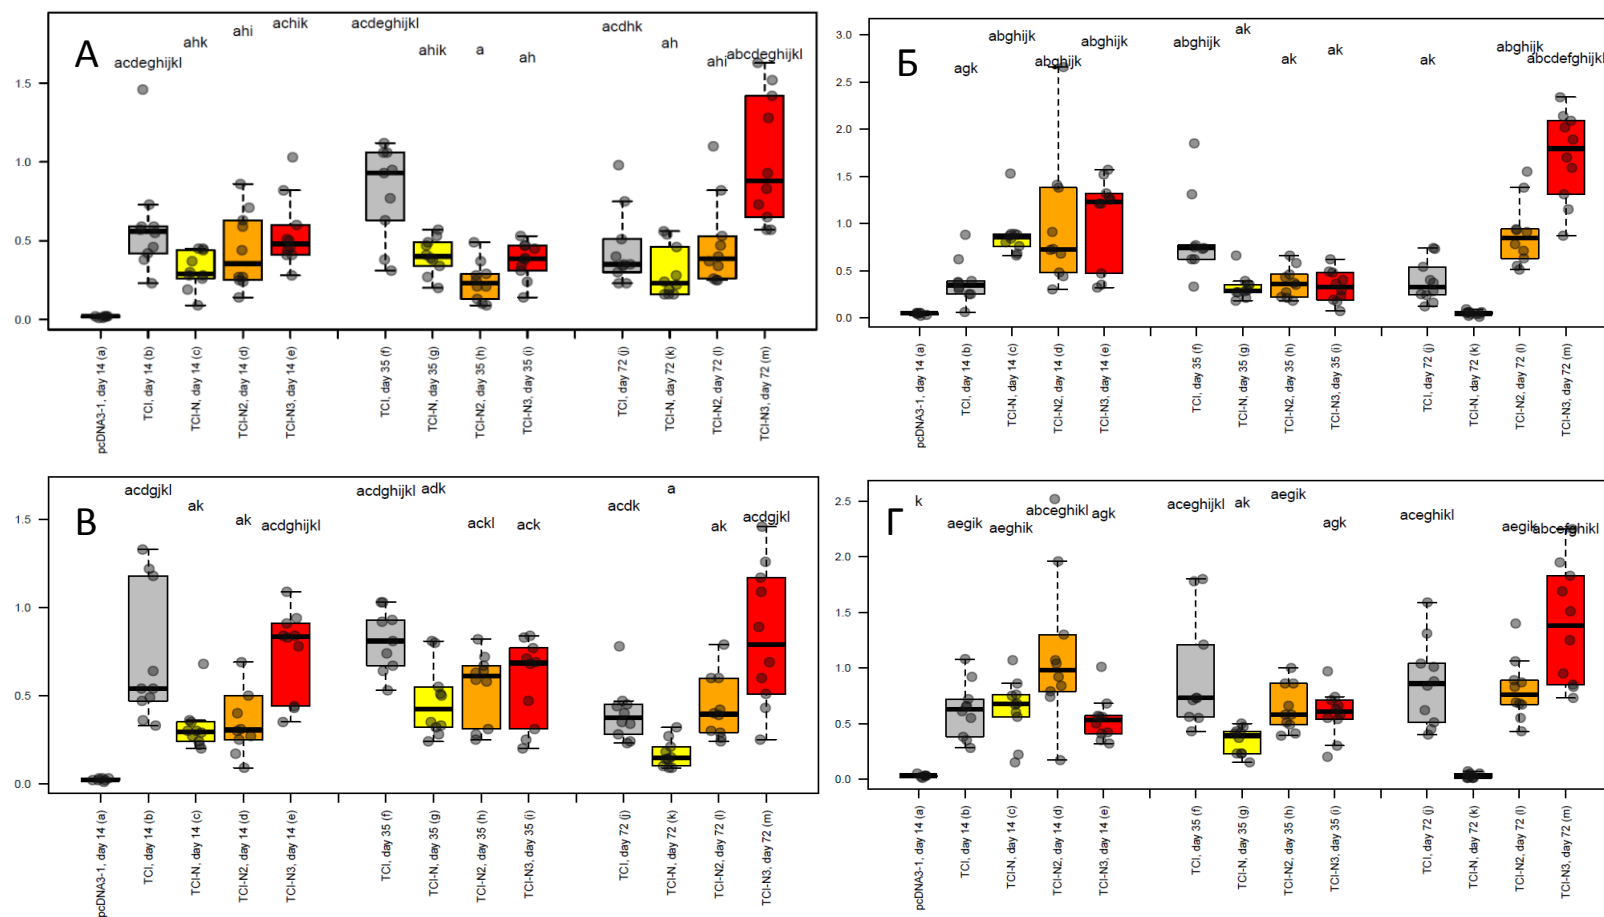 А
acdeghijkl
ahk
ahi
achik
acdeghijkl
ahik
a
ah
acdhk
ah
ahi
abcdeghijkl
1.5
1.0
0.5
0.0
pcDNA3-1, day 14 (a)
TCI, day 14 (b)
TCI-N, day 14 (c)
TCI-N2, day 14 (d)
TCI-N3, day 14 (e)
TCI, day 35 (f)
TCI-N, day 35 (g)
TCI-N2, day 35 (h)
TCI-N3, day 35 (i)
TCI, day 72 (j)
TCI-N, day 72 (k)
TCI-N2, day 72 (l)
TCI-N3, day 72 (m)
Б
agk
abghijk
abghijk
abghijk
abghijk
ak
ak
ak
ak
abghijk
abcdefghijkl
3.0
2.5
2.0
1.5
1.0
0.5
0.0
pcDNA3-1, day 14 (a)
TCI, day 14 (b)
TCI-N, day 14 (c)
TCI-N2, day 14 (d)
TCI-N3, day 14 (e)
TCI, day 35 (f)
TCI-N, day 35 (g)
TCI-N2, day 35 (h)
TCI-N3, day 35 (i)
TCI, day 72 (j)
TCI-N, day 72 (k)
TCI-N2, day 72 (l)
TCI-N3, day 72 (m)
В
acdgjkl
ak
ak
acdghijkl
acdghijkl
adk
ackl
ack
acdk
a
ak
acdgjkl
1.5
1.0
0.5
0.0
pcDNA3-1, day 14 (a)
TCI, day 14 (b)
TCI-N, day 14 (c)
TCI-N2, day 14 (d)
TCI-N3, day 14 (e)
TCI, day 35 (f)
TCI-N, day 35 (g)
TCI-N2, day 35 (h)
TCI-N3, day 35 (i)
TCI, day 72 (j)
TCI-N, day 72 (k)
TCI-N2, day 72 (l)
TCI-N3, day 72 (m)
Г
k
aegik
aeghik
abceghikl
agk
aceghijkl
ak
aegik
agk
aceghikl
aegik
abcefghikl
2.5
2.0
1.5
1.0
0.5
0.0
pcDNA3-1, day 14 (a)
TCI, day 14 (b)
TCI-N, day 14 (c)
TCI-N2, day 14 (d)
TCI-N3, day 14 (e)
TCI, day 35 (f)
TCI-N, day 35 (g)
TCI-N2, day 35 (h)
TCI-N3, day 35 (i)
TCI, day 72 (j)
TCI-N, day 72 (k)
TCI-N2, day 72 (l)
TCI-N3, day 72 (m)